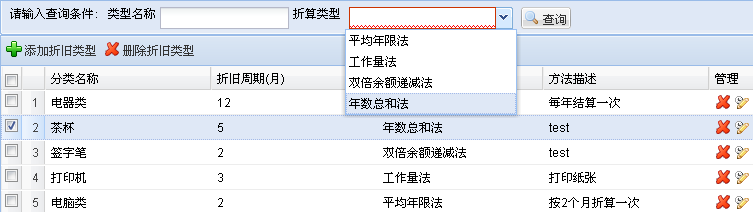 请输入查询条件: 类型名称 折算类型 查询
平均年限法
工作量法
双倍余额递减法
年数总和法
添加折旧类型 删除折旧类型
分类名称 折旧周期(月) 方法描述 管理
1 电器类 12 每年结算一次
2 茶杯 5 年数总和法 test
3 签字笔 2 双倍余额递减法 test
4 打印机 3 工作量法 打印纸张
5 电脑类 2 平均年限法 按2个月折算一次